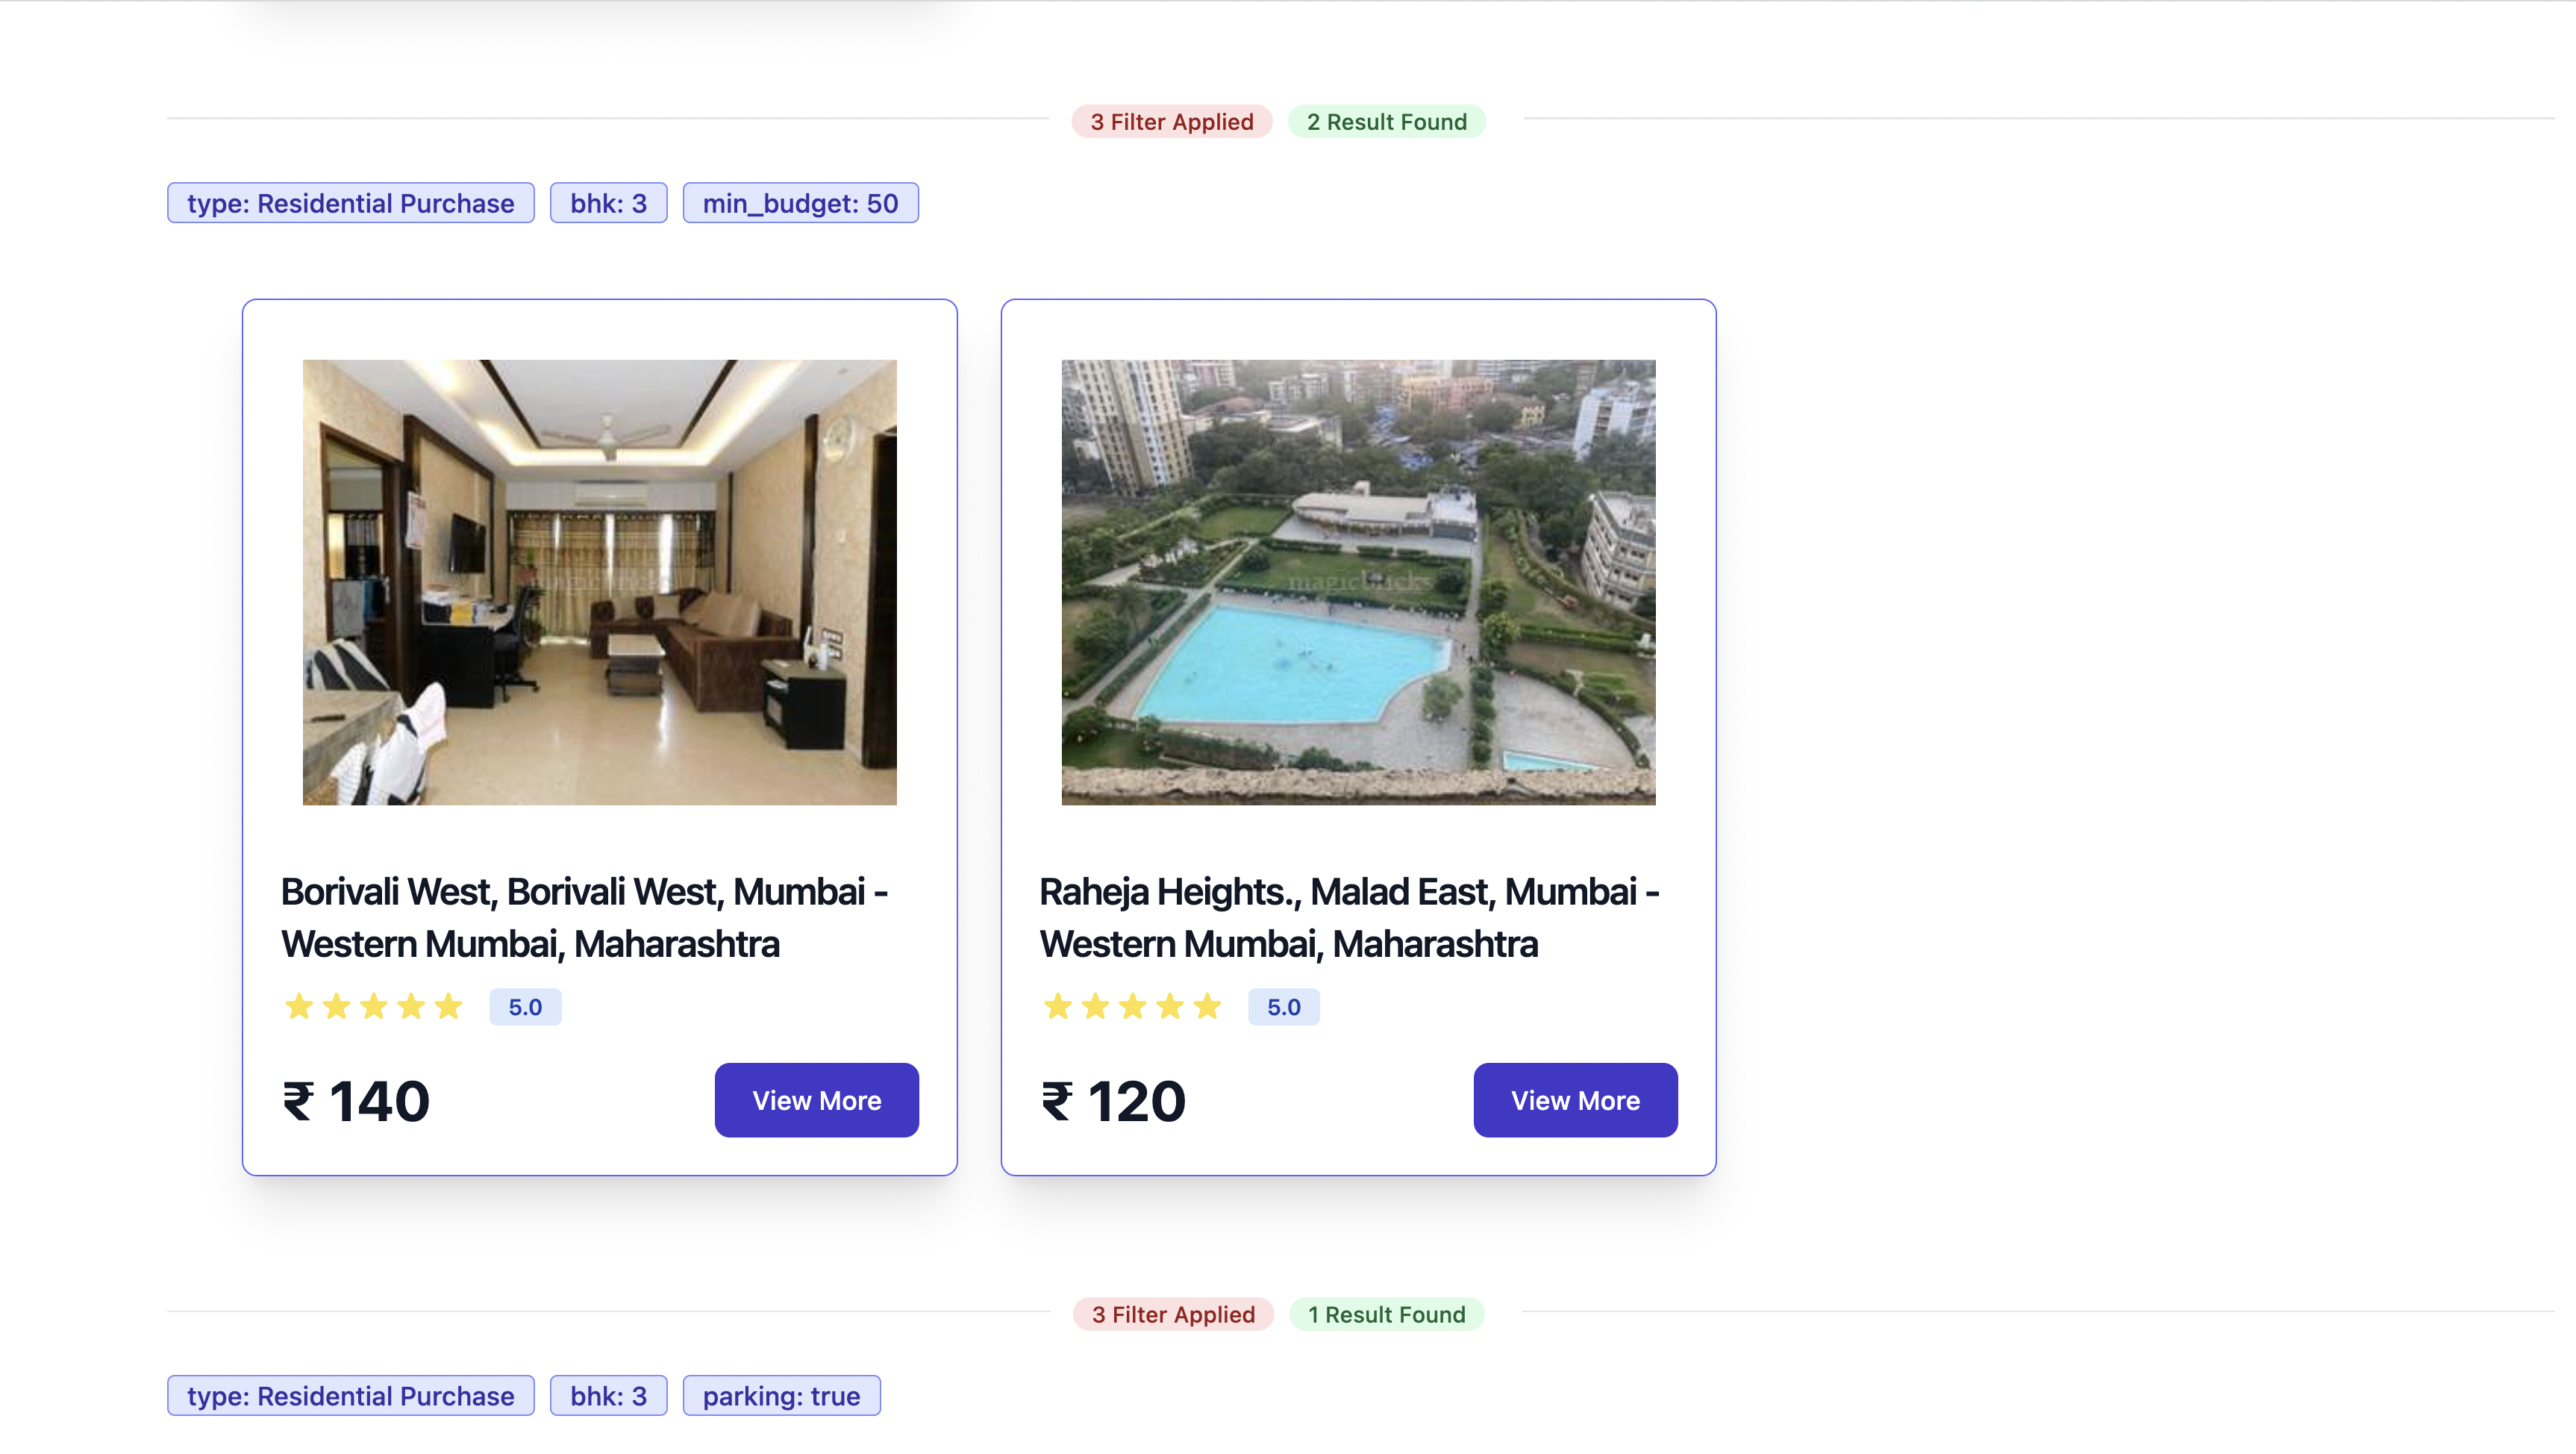 3 Filter Applied 2 Result Found
type: Residential Purchase bhk: 3 min_budget: 50
magicbricks
Borivali West, Borivali West, Mumbai -
Western Mumbai, Maharashtra
5.0
₹ 140 View More
magicbricks
Raheja Heights., Malad East, Mumbai -
Western Mumbai, Maharashtra
5.0
₹ 120 View More
3 Filter Applied 1 Result Found
type: Residential Purchase bhk: 3 parking: true